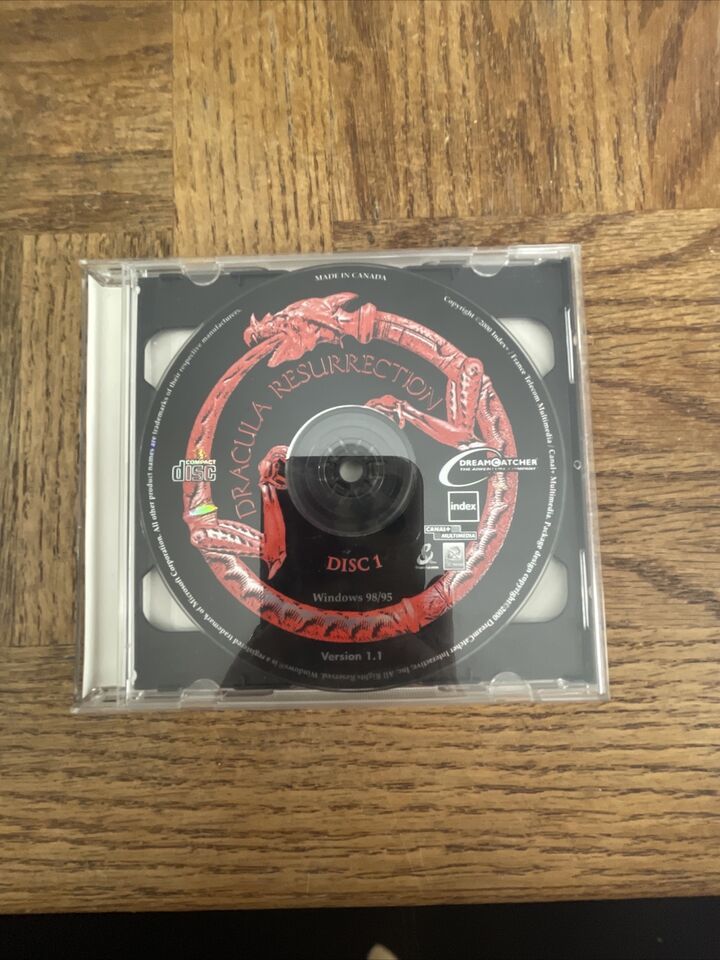 MADE IN CANADA
Copyright ©2000 Index+ / France Telecom Multimedia / Canal+ Multimedia. Package design copyright©2000 DreamCatcher Interactive, Inc. All Rights Reserved. Windows® is a registered trademark of Microsoft Corporation. All other product names are trademarks of their respective manufacturers.
DRACULA RESURRECTION
COMPACT
disc
DREAMCATCHER
THE ADVENTURE COMPANY
index
CANAL+
MULTIMEDIA
DISC 1
Windows 98/95
Version 1.1